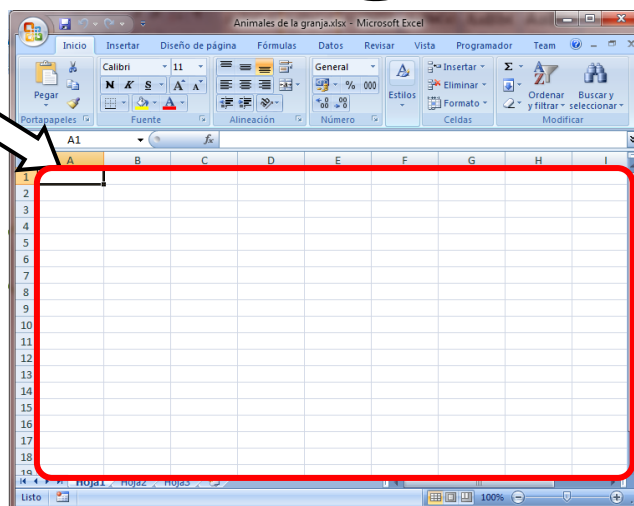 Animales de la granja.xlsx - Microsoft Excel
Inicio Insertar Diseño de página Fórmulas Datos Revisar Vista Programador Team
Pegar
Portapapeles
Calibri 11
N K S A A
A
Fuente
Alineación
General
% 000
Número
Estilos
Insertar
Eliminar
Formato
Celdas
Σ
Ordenar y filtrar
Buscar y seleccionar
Modificar
A1 fx
A B C D E F G H I
1
2
3
4
5
6
7
8
9
10
11
12
13
14
15
16
17
18
19
Hoja1 Hoja2 Hoja3
Listo 100%